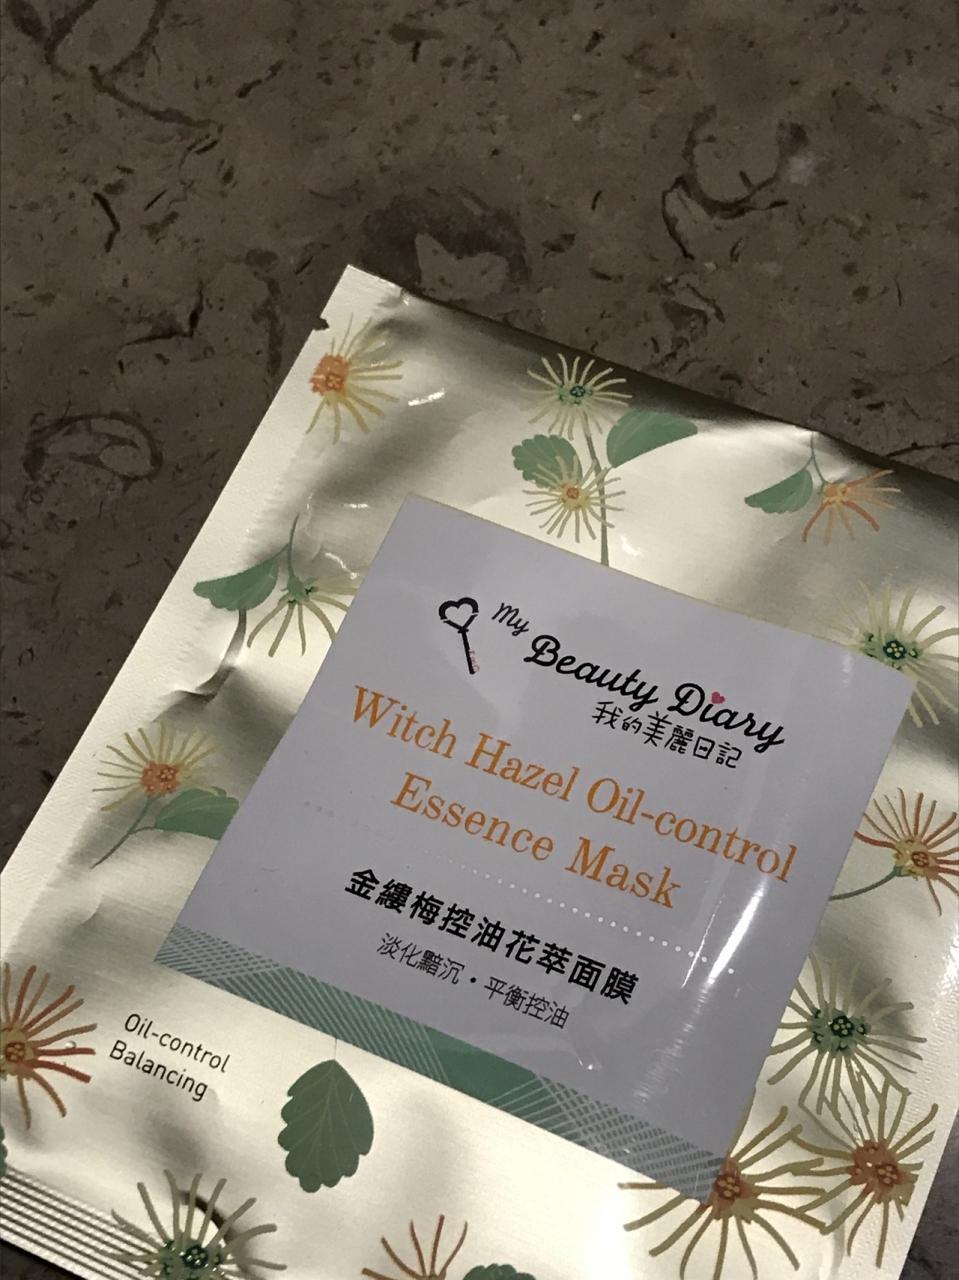 My
Beauty Diary
我的美麗日記
Witch Hazel Oil-control
Essence Mask
金縷梅控油花萃面膜
淡化黯沉・平衡控油
Oil-control
Balancing